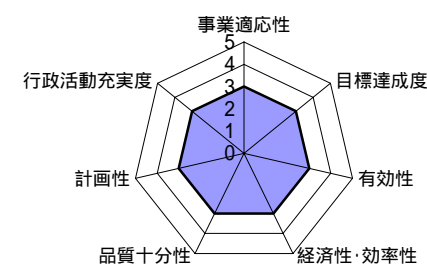 事業適応性
5
4
3
2
1
0
目標達成度
有効性
経済性・効率性
品質十分性
計画性
行政活動充実度